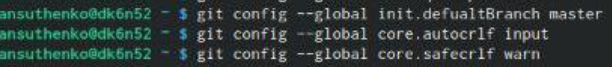 ansuthenko@dk6n52 ~ $ git config --global init.defualtBranch master
ansuthenko@dk6n52 ~ $ git config --global core.autocrlf input
ansuthenko@dk6n52 ~ $ git config --global core.safecrlf warn